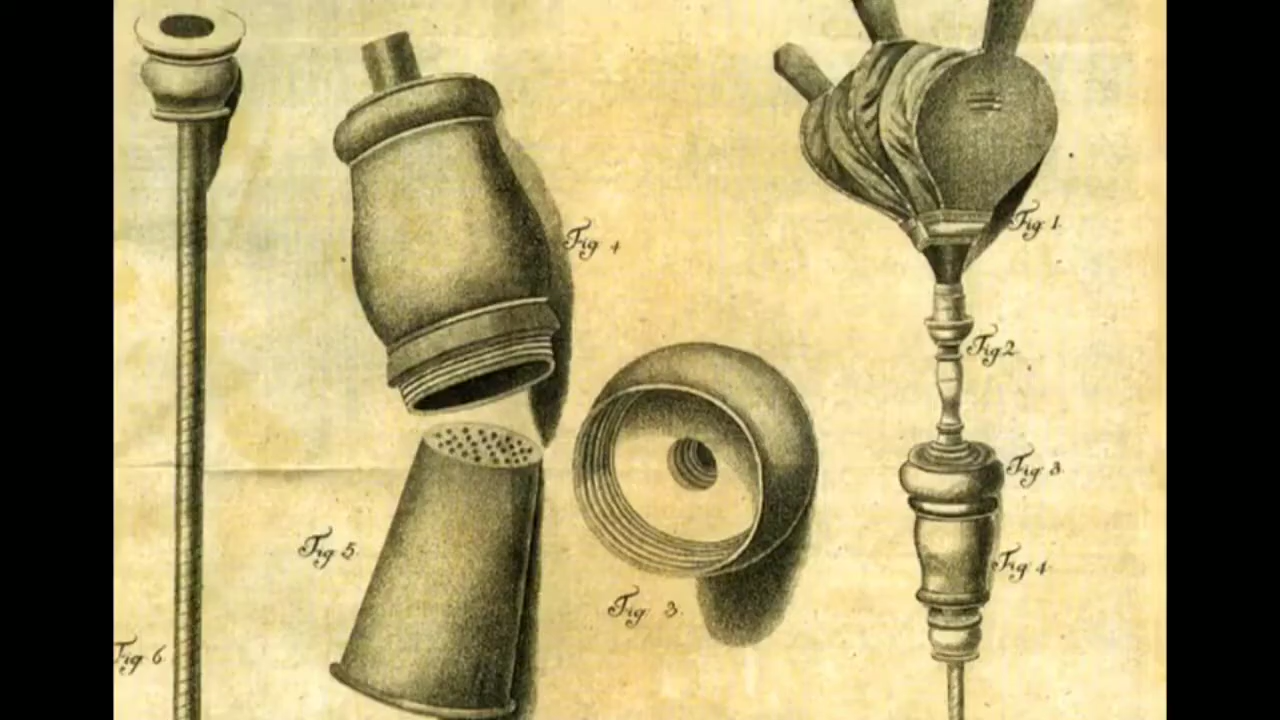 Fig 4
Fig 1.
Fig 2
Fig 3.
Fig 5.
Fig 4.
Fig. 3.
Fig 6